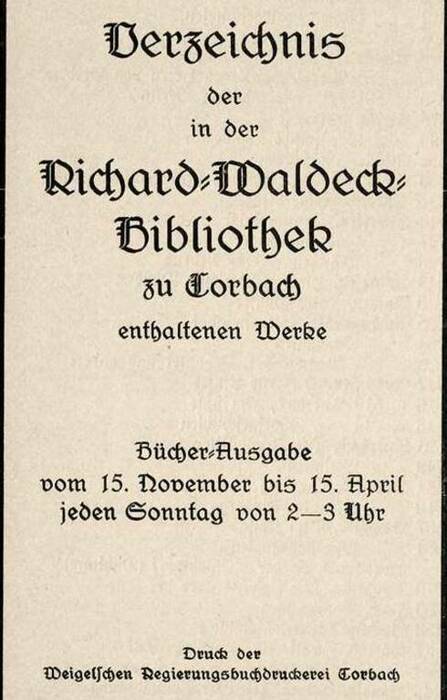 Verzeichnis
der
in der
Richard-Waldeck-
Bibliothek
zu Corbach
enthaltenen Werke
Bücher-Ausgabe
vom 15. November bis 15. April
jeden Sonntag von 2—3 Uhr
Druck der
Weigelschen Regierungsbuchdruckerei Corbach